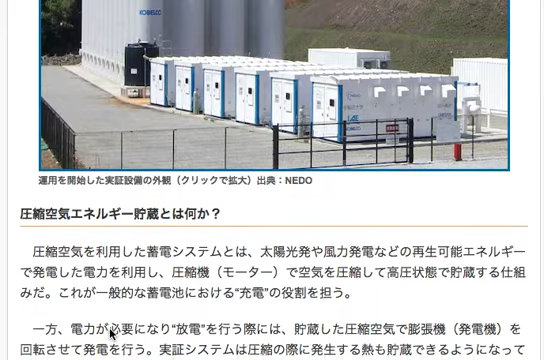 KOBELCO
運用を開始した実証設備の外観（クリックで拡大）出典：NEDO
圧縮空気エネルギー貯蔵とは何か？
圧縮空気を利用した蓄電システムとは、太陽光発や風力発電などの再生可能エネルギー
で発電した電力を利用し、圧縮機（モーター）で空気を圧縮して高圧状態で貯蔵する仕組
みだ。これが一般的な蓄電池における“充電”の役割を担う。
一方、電力が必要になり“放電”を行う際には、貯蔵した圧縮空気で膨張機（発電機）を
回転させて発電を行う。実証システムは圧縮の際に発生する熱も貯蔵できるようになって